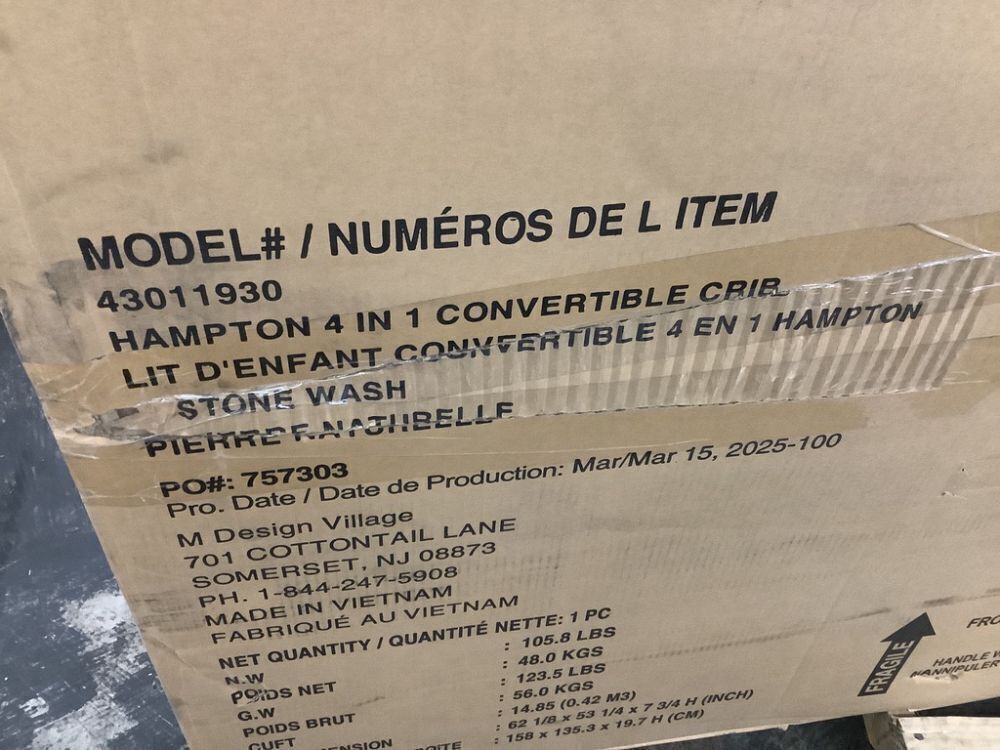 MODEL# / NUMÉROS DE L ITEM
43011930
HAMPTON 4 IN 1 CONVERTIBLE CRIB
LIT D'ENFANT CONVERTIBLE 4 EN 1 HAMPTON
STONE WASH
PIERRE
PO#: 757303
Pro. Date / Date de Production: Mar/Mar 15, 2025-100
M Design Village
701 COTTONTAIL LANE
SOMERSET, NJ 08873
PH. 1-844-247-5908
MADE IN VIETNAM
FABRIQUÉ AU VIETNAM
NET QUANTITY / QUANTITÉ NETTE: 1 PC
N.W : 105.8 LBS
POIDS NET : 48.0 KGS
G.W : 123.5 LBS
POIDS BRUT : 56.0 KGS
CUFT : 14.85 (0.42 M3)
: 62 1/8 x 53 1/4 x 7 3/4 H (INCH)
: 158 x 135.3 x 19.7 H (CM)
FRAGILE
HANDLE